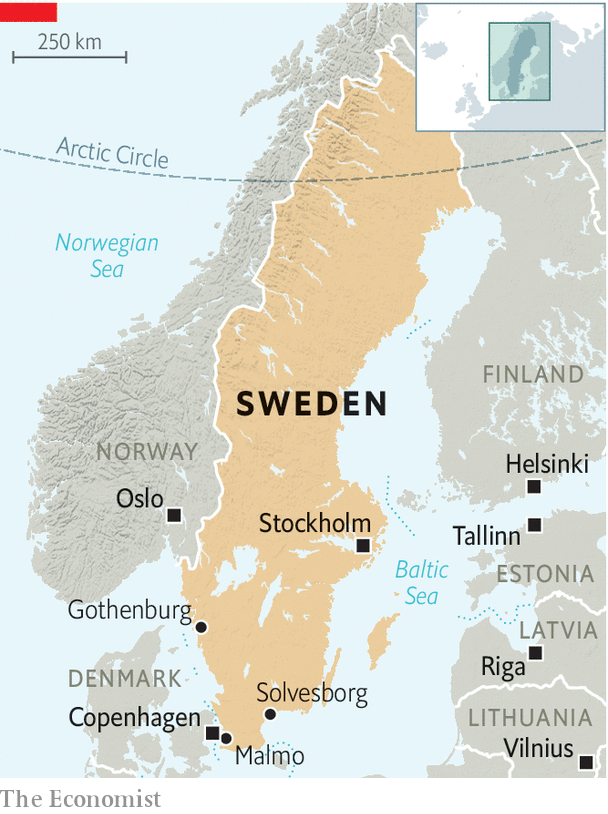 250 km
Arctic Circle
Norwegian
Sea
FINLAND
SWEDEN
NORWAY
Helsinki
Oslo
Stockholm
Tallinn
Baltic
Sea
ESTONIA
Gothenburg
LATVIA
Riga
DENMARK
Solvesborg
Copenhagen
LITHUANIA
Vilnius
Malmo
The Economist